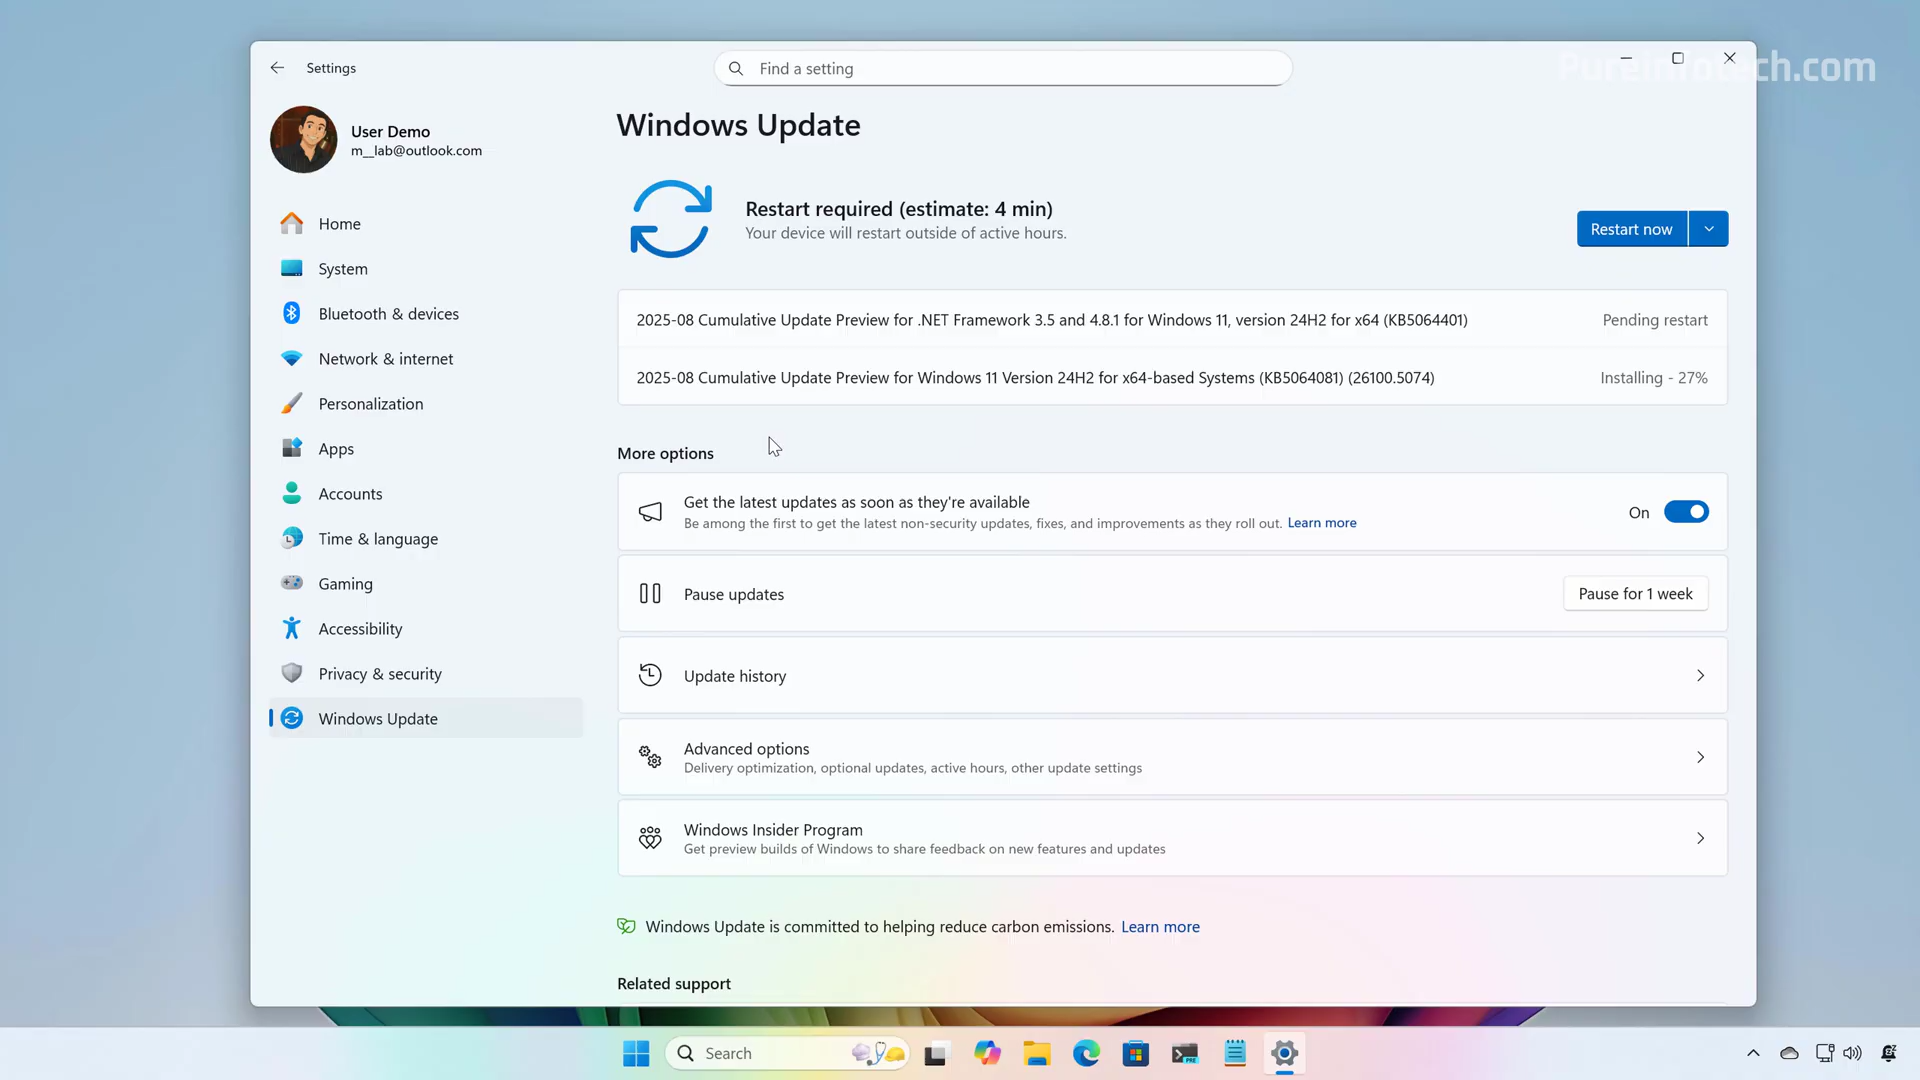 Settings
Find a setting
PureInfotech.com
User Demo
m__lab@outlook.com
Home
System
Bluetooth & devices
Network & internet
Personalization
Apps
Accounts
Time & language
Gaming
Accessibility
Privacy & security
Windows Update
Windows Update
Restart required (estimate: 4 min)
Your device will restart outside of active hours.
Restart now
2025-08 Cumulative Update Preview for .NET Framework 3.5 and 4.8.1 for Windows 11, version 24H2 for x64 (KB5064401)
Pending restart
2025-08 Cumulative Update Preview for Windows 11 Version 24H2 for x64-based Systems (KB5064081) (26100.5074)
Installing - 27%
More options
Get the latest updates as soon as they're available
Be among the first to get the latest non-security updates, fixes, and improvements as they roll out. Learn more
On
Pause updates
Pause for 1 week
Update history
Advanced options
Delivery optimization, optional updates, active hours, other update settings
Windows Insider Program
Get preview builds of Windows to share feedback on new features and updates
Windows Update is committed to helping reduce carbon emissions. Learn more
Related support
Search
PRE